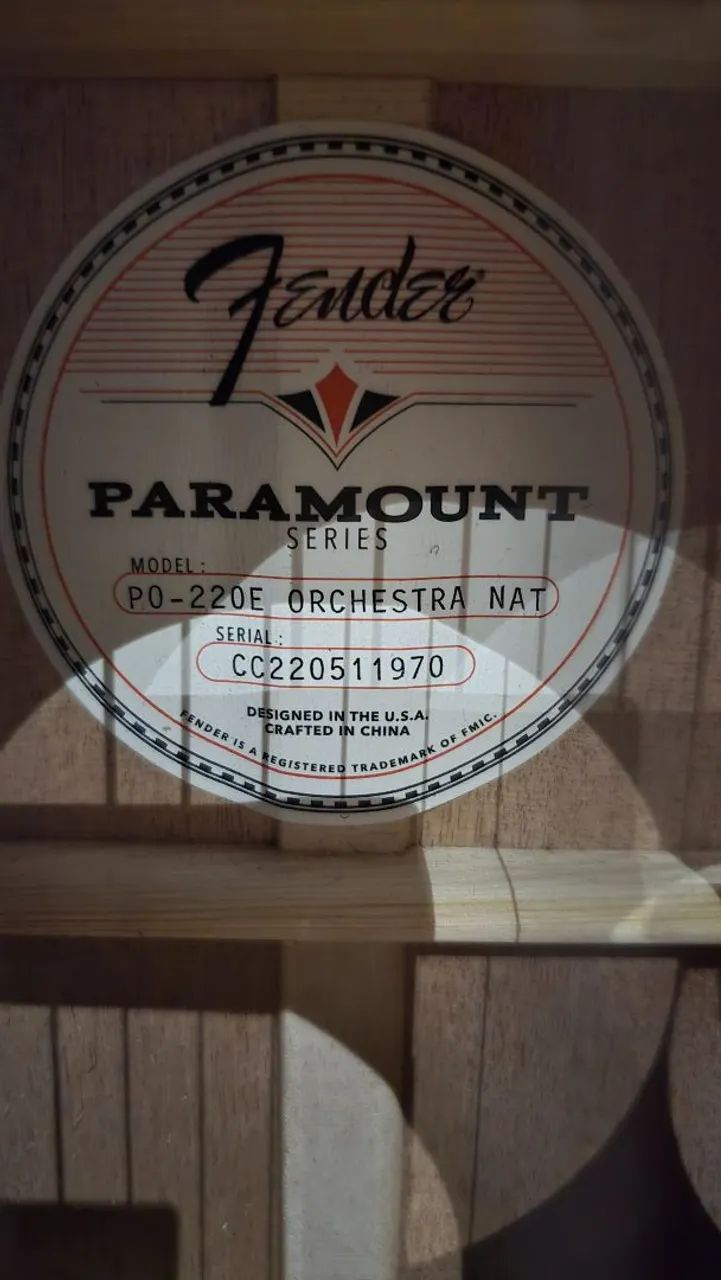 Fender
PARAMOUNT
SERIES
MODEL:
PO-220E ORCHESTRA NAT
SERIAL:
CC220511970
DESIGNED IN THE U.S.A.
CRAFTED IN CHINA
FENDER IS A REGISTERED TRADEMARK OF FMIC.